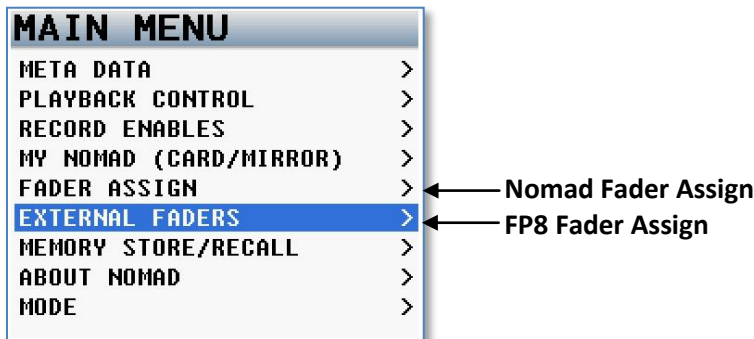 MAIN MENU
META DATA >
PLAYBACK CONTROL >
RECORD ENABLES >
MY NOMAD (CARD/MIRROR) >
FADER ASSIGN > Nomad Fader Assign
EXTERNAL FADERS > FP8 Fader Assign
MEMORY STORE/RECALL >
ABOUT NOMAD >
MODE >